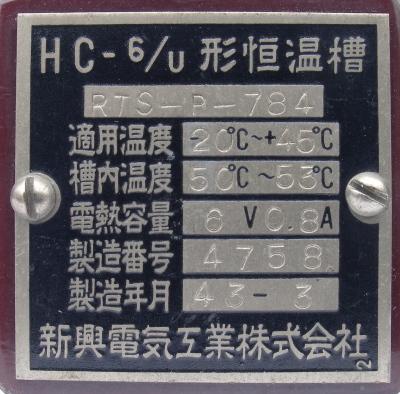 HC-6/U 形恒温槽
RTS-B-784
適用温度 -20℃~+45℃
槽内温度 50℃~53℃
電熱容量 6 V 0.8A
製造番号 4758
製造年月 43-3
新興電気工業株式会社
2